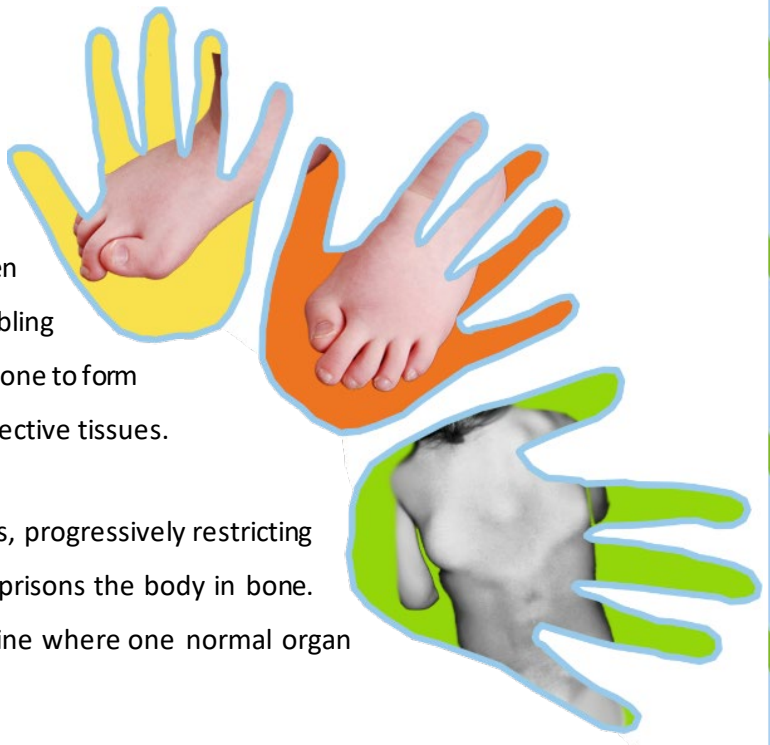 en
bling
one to form
ective tissues.
s, progressively restricting
prisons the body in bone.
ine where one normal organ